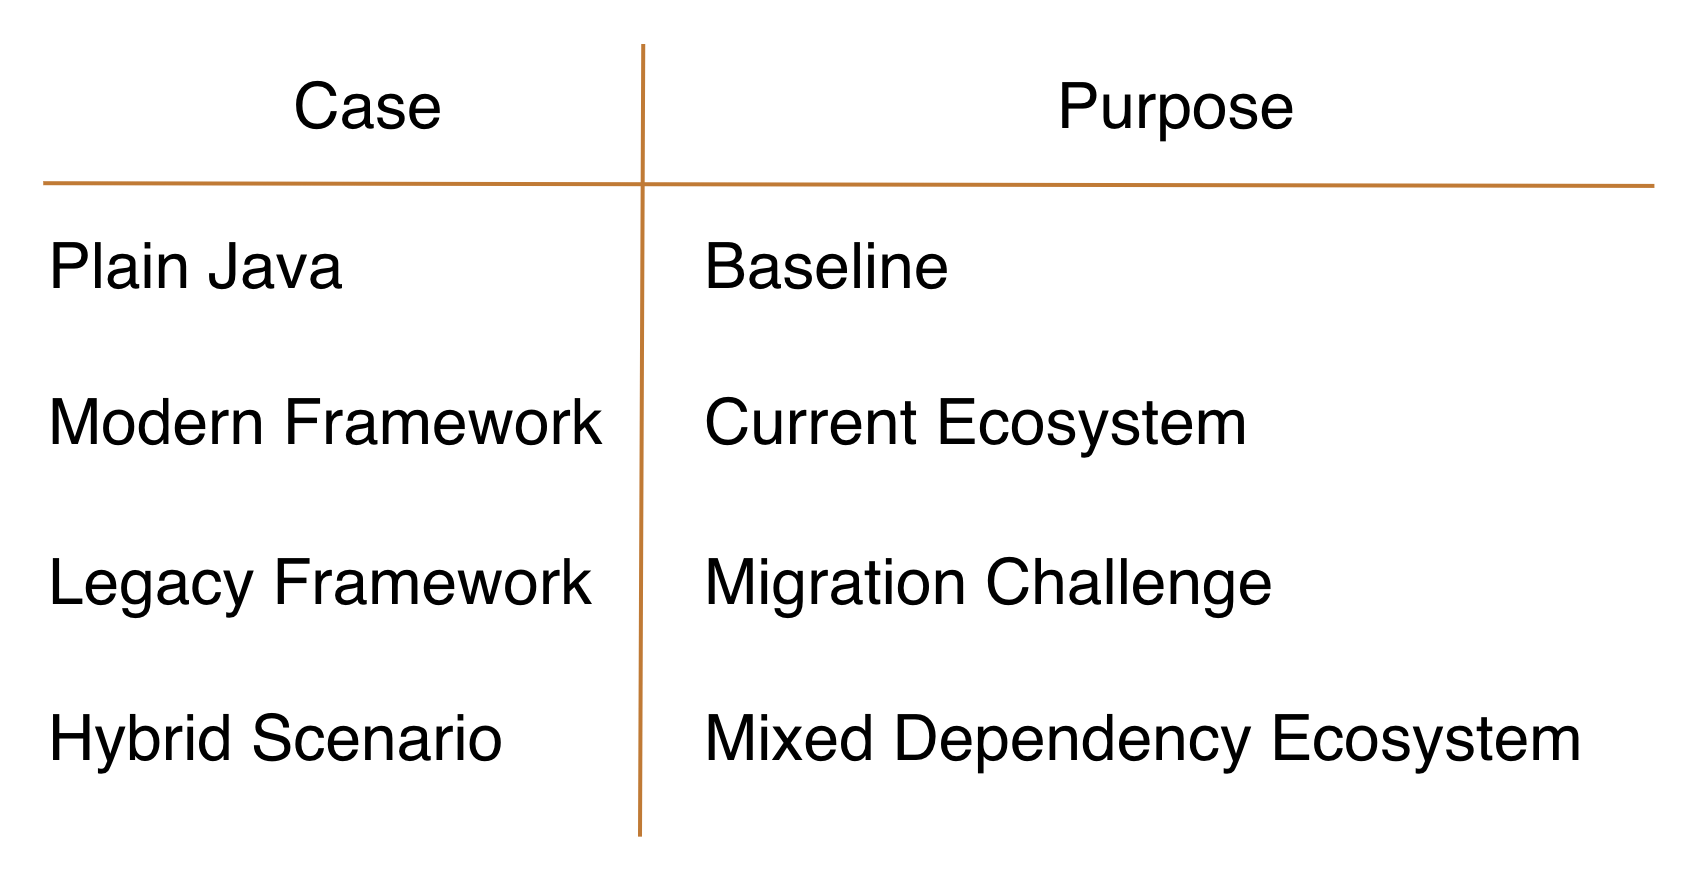 Case Purpose
Plain Java Baseline
Modern Framework Current Ecosystem
Legacy Framework Migration Challenge
Hybrid Scenario Mixed Dependency Ecosystem